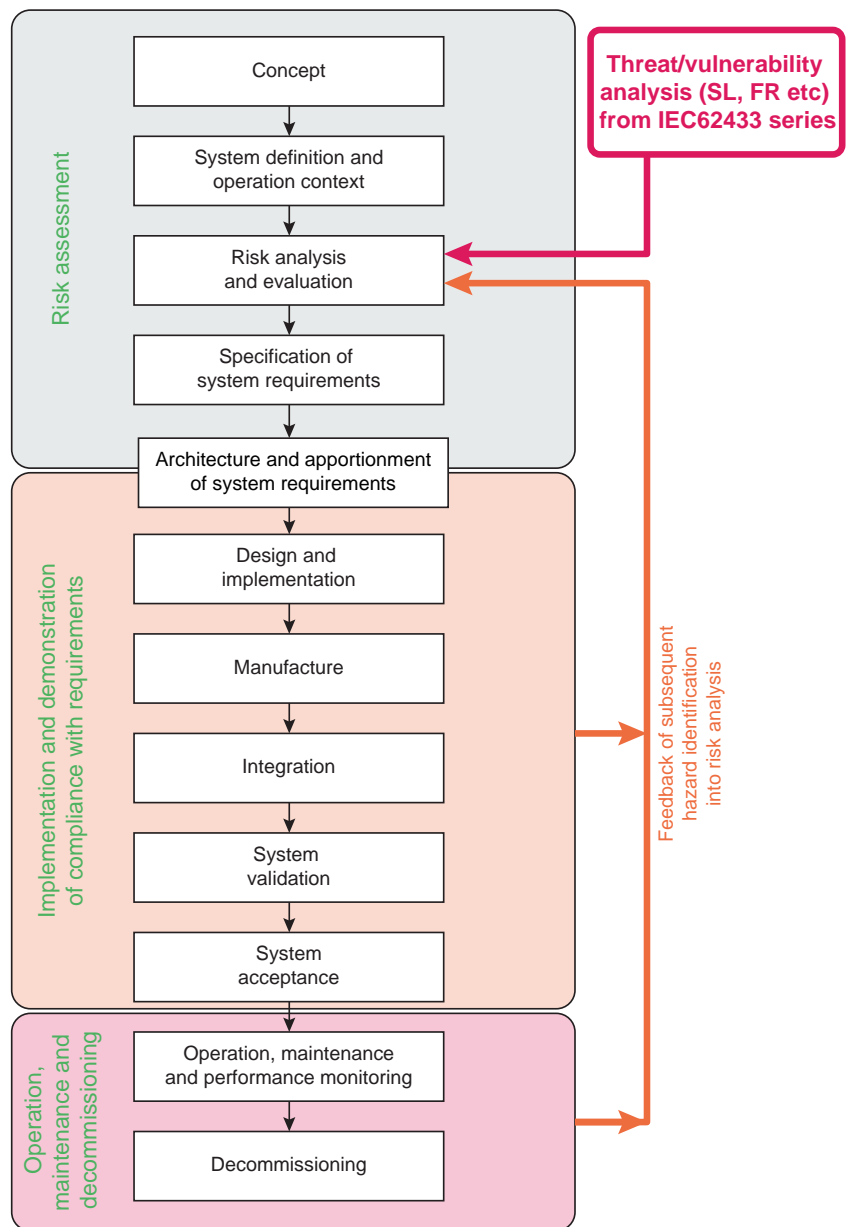 Threat/vulnerability
analysis (SL, FR etc)
from IEC62433 series
Risk assessment
Concept
System definition and
operation context
Risk analysis
and evaluation
Specification of
system requirements
Architecture and apportionment
of system requirements
Implementation and demonstration
of compliance with requirements
Design and
implementation
Manufacture
Integration
System
validation
System
acceptance
Feedback of subsequent
hazard identification
into risk analysis
Operation,
maintenance and
decommissioning
Operation, maintenance
and performance monitoring
Decommissioning